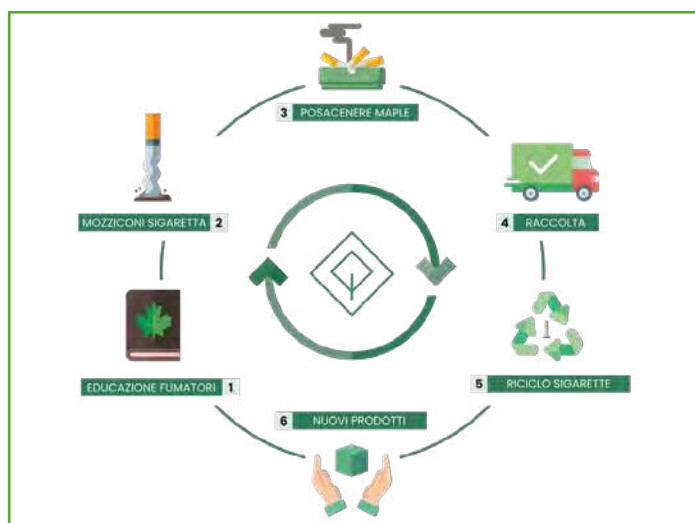 3 POSACENERE MAPLE
MOZZICONI SIGARETTA 2
4 RACCOLTA
EDUCAZIONE FUMATORI 1
5 RICICLO SIGARETTE
6 NUOVI PRODOTTI